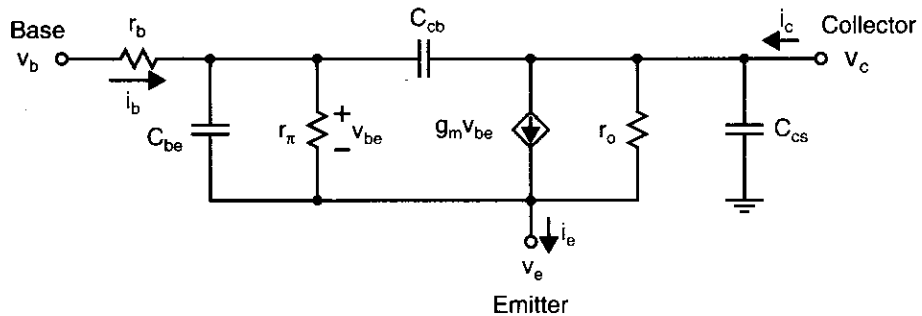 Base
v_b
r_b
i_b
C_be
r_π
+
v_be
−
C_cb
g_m v_be
r_o
i_c
Collector
v_c
C_cs
i_e
v_e
Emitter